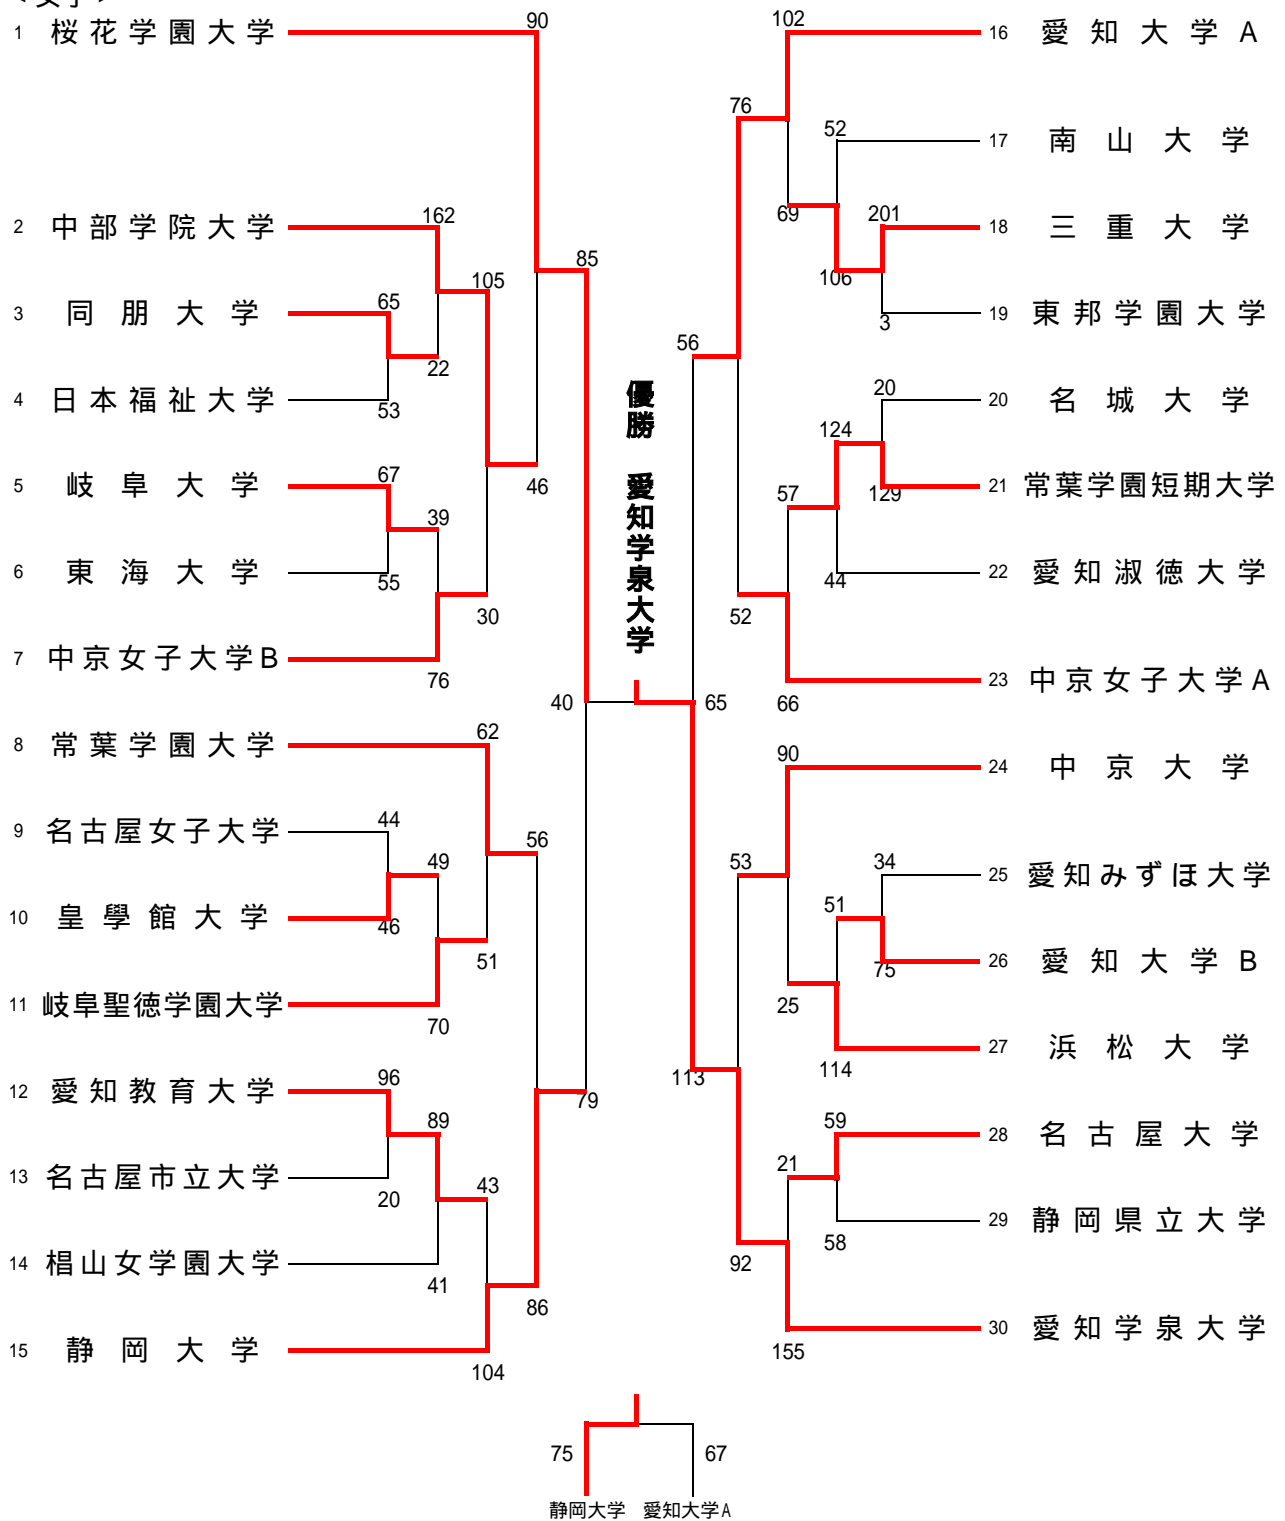 ＜女子＞
1 桜花学園大学
2 中部学院大学
3 同朋大学
4 日本福祉大学
5 岐阜大学
6 東海大学
7 中京女子大学B
8 常葉学園大学
9 名古屋女子大学
10 皇學館大学
11 岐阜聖徳学園大学
12 愛知教育大学
13 名古屋市立大学
14 椙山女学園大学
15 静岡大学
90
162
105
65
22
53
85
67
39
55
46
30
76
40
62
44
56
49
46
51
70
96
89
79
20
43
41
86
104
優勝 愛知学泉大学
102
76
52
69
201
106
3
56
20
124
57
129
44
52
66
65
90
53
34
51
75
25
114
113
59
21
58
92
155
16 愛知大学A
17 南山大学
18 三重大学
19 東邦学園大学
20 名城大学
21 常葉学園短期大学
22 愛知淑徳大学
23 中京女子大学A
24 中京大学
25 愛知みずほ大学
26 愛知大学B
27 浜松大学
28 名古屋大学
29 静岡県立大学
30 愛知学泉大学
75 67
静岡大学 愛知大学A